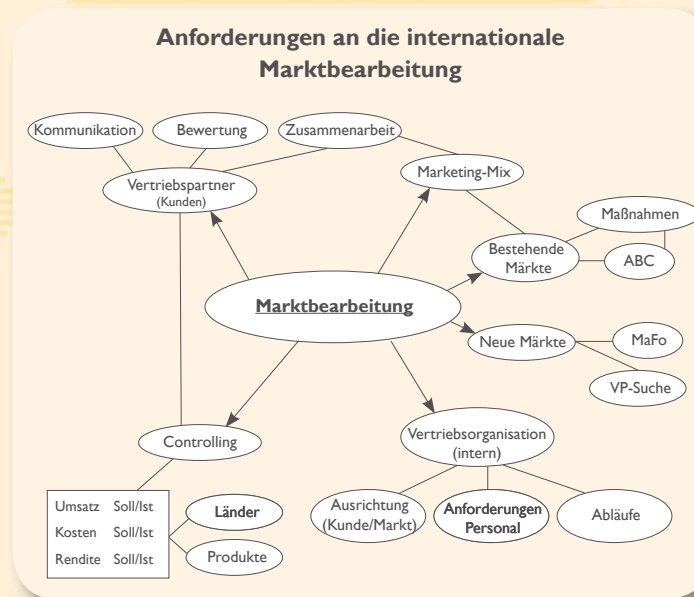 Anforderungen an die internationale
Marktbearbeitung
Kommunikation
Bewertung
Zusammenarbeit
Vertriebspartner
(Kunden)
Marketing-Mix
Maßnahmen
Bestehende
Märkte
ABC
Marktbearbeitung
Neue Märkte
MaFo
VP-Suche
Controlling
Vertriebsorganisation
(intern)
Umsatz Soll/Ist
Kosten Soll/Ist
Rendite Soll/Ist
Länder
Produkte
Ausrichtung
(Kunde/Markt)
Anforderungen
Personal
Abläufe